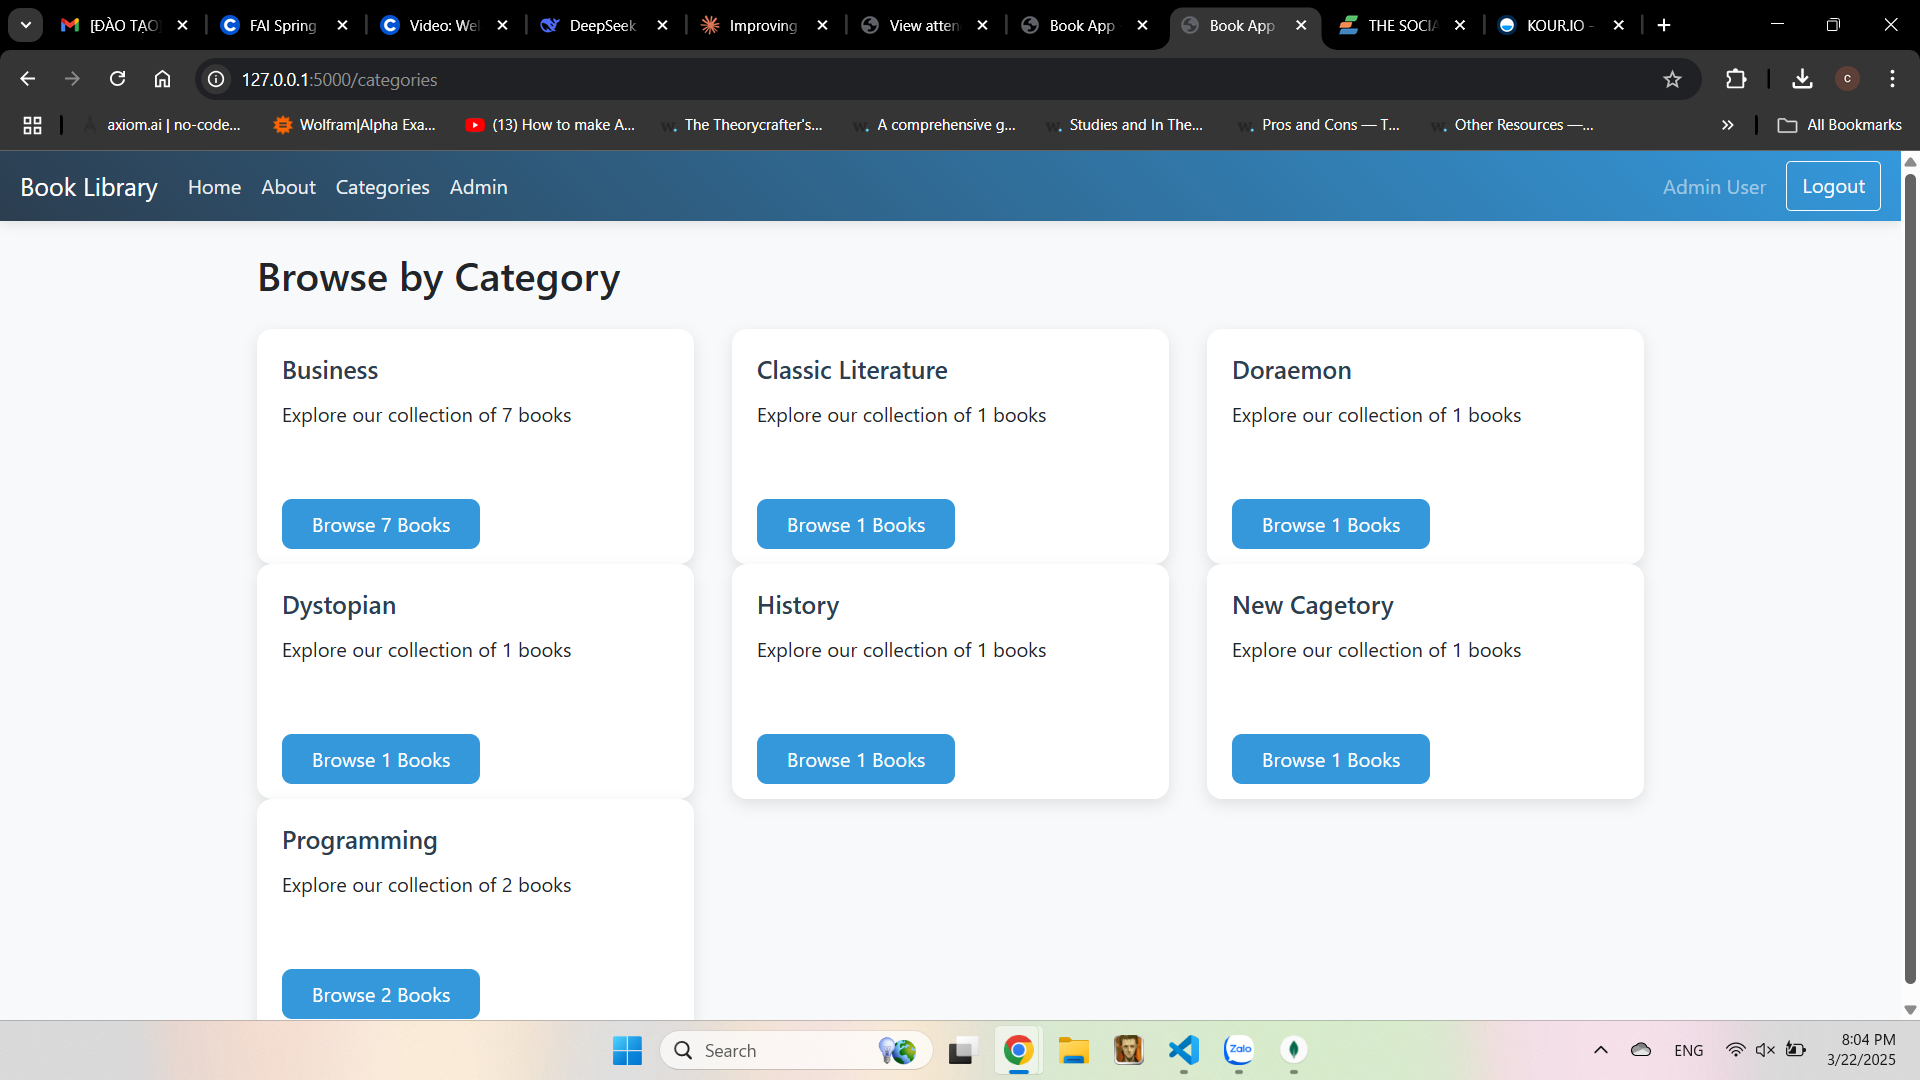 [ĐÀO TẠO]
FAI Spring
Video: Wel
DeepSeek
Improving
View atten
Book App
Book App
THE SOCIA
KOUR.IO -
127.0.0.1:5000/categories
c
axiom.ai | no-code...
Wolfram|Alpha Exa...
(13) How to make A...
The Theorycrafter's...
A comprehensive g...
Studies and In The...
Pros and Cons — T...
Other Resources —...
All Bookmarks
Book Library
Home
About
Categories
Admin
Admin User
Logout
Browse by Category
Business
Explore our collection of 7 books
Browse 7 Books
Classic Literature
Explore our collection of 1 books
Browse 1 Books
Doraemon
Explore our collection of 1 books
Browse 1 Books
Dystopian
Explore our collection of 1 books
Browse 1 Books
History
Explore our collection of 1 books
Browse 1 Books
New Cagetory
Explore our collection of 1 books
Browse 1 Books
Programming
Explore our collection of 2 books
Browse 2 Books
Search
Zalo
ENG
8:04 PM
3/22/2025